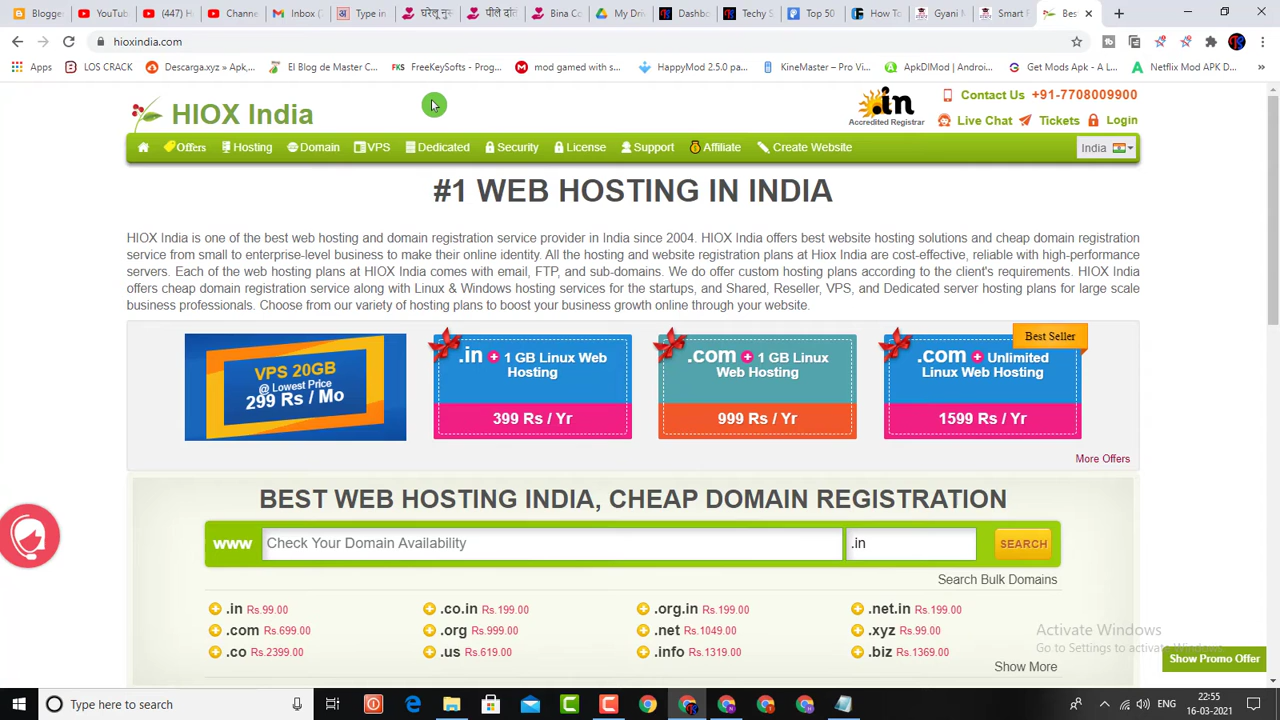 Blogger
YouTube
(447) H
Channe
Inbox (
Type in
घरेलू नुस
Bina Co
My Driv
Dashbo
Techy S
Top 50
How To
Gyani M
Smart F
Bes
hioxindia.com
Apps
LOS CRACK
Descarga.xyz » Apk,...
El Blog de Master C...
FreeKeySofts - Prog...
mod gamed with s...
HappyMod 2.5.0 pa...
KineMaster – Pro Vi...
ApkDlMod | Androi...
Get Mods Apk - A L...
Netflix Mod APK D...
HIOX India
.in
Accredited Registrar
Contact Us +91-7708009900
Live Chat
Tickets
Login
Offers
Hosting
Domain
VPS
Dedicated
Security
License
Support
Affiliate
Create Website
India
#1 WEB HOSTING IN INDIA
HIOX India is one of the best web hosting and domain registration service provider in India since 2004. HIOX India offers best website hosting solutions and cheap domain registration
service from small to enterprise-level business to make their online identity. All the hosting and website registration plans at Hiox India are cost-effective, reliable with high-performance
servers. Each of the web hosting plans at HIOX India comes with email, FTP, and sub-domains. We do offer custom hosting plans according to the client's requirements. HIOX India
offers cheap domain registration service along with Linux & Windows hosting services for the startups, and Shared, Reseller, VPS, and Dedicated server hosting plans for large scale
business professionals. Choose from our variety of hosting plans to boost your business growth online through your website.
VPS 20GB
@ Lowest Price
299 Rs / Mo
.in + 1 GB Linux Web
Hosting
399 Rs / Yr
.com + 1 GB Linux
Web Hosting
999 Rs / Yr
Best Seller
.com + Unlimited
Linux Web Hosting
1599 Rs / Yr
More Offers
BEST WEB HOSTING INDIA, CHEAP DOMAIN REGISTRATION
www
Check Your Domain Availability
.in
SEARCH
Search Bulk Domains
.in Rs.99.00
.co.in Rs.199.00
.org.in Rs.199.00
.net.in Rs.199.00
.com Rs.699.00
.org Rs.999.00
.net Rs.1049.00
.xyz Rs.99.00
.co Rs.2399.00
.us Rs.619.00
.info Rs.1319.00
.biz Rs.1369.00
Show More
Activate Windows
Go to Settings to activate Windows.
Show Promo Offer
Type here to search
ENG
22:55
16-03-2021